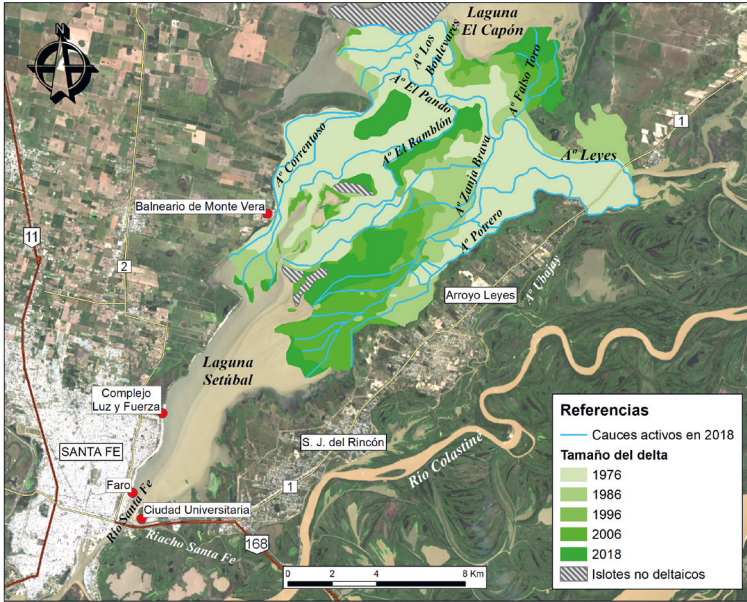 Laguna
El Capón
Aº Los
Boulevares
Aº Falso Toro
Aº El Pando
Aº El Ramblón
Aº Correntoso
Aº Zanja Brava
Aº Leyes
1
Balneario de Monte Vera
Aº Potrero
11
2
Aº Ubajay
Arroyo Leyes
1
Laguna
Setúbal
Complejo
Luz y Fuerza
SANTA FE
S. J. del Rincón
Río Colastiné
Faro
Río Santa Fe
1
Ciudad Universitaria
Riacho Santa Fe
168
0 2 4 8 Km
Referencias
Cauces activos en 2018
Tamaño del delta
1976
1986
1996
2006
2018
Islotes no deltaicos